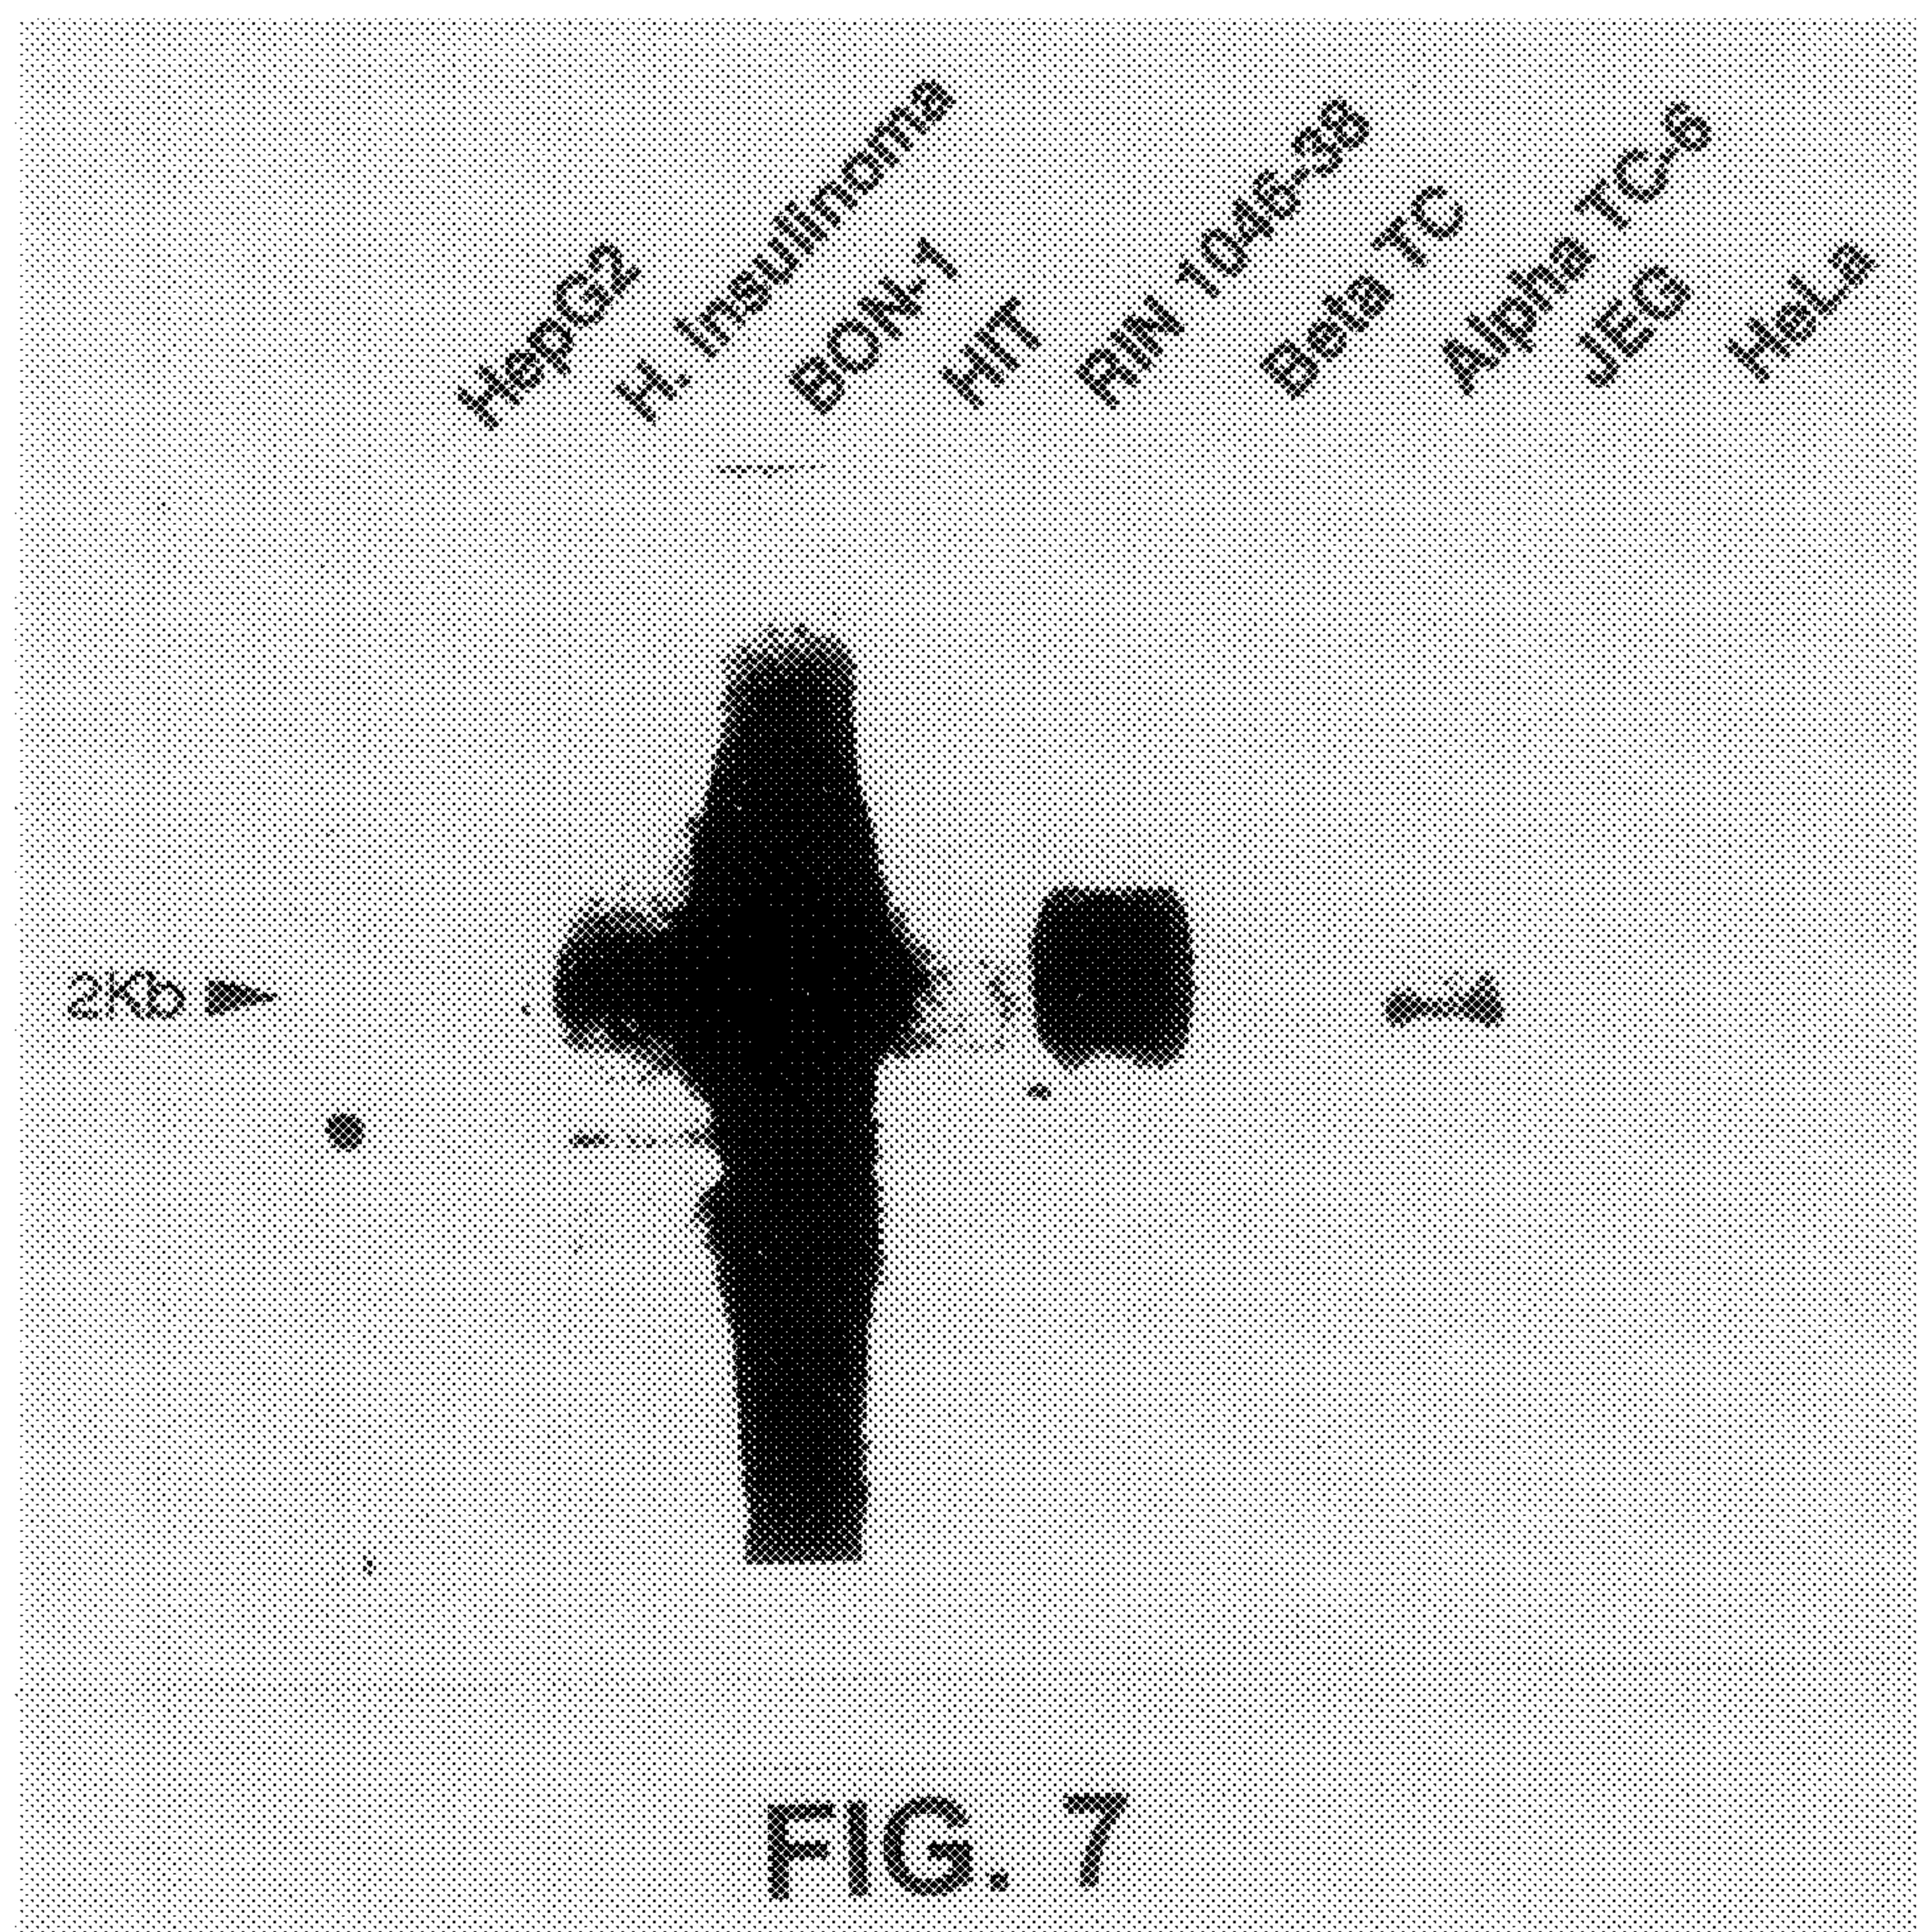 HepG2
H. Insulinoma
BON-1
HIT
RIN 1046-38
Beta TC
Alpha TC-6
JEG
HeLa
2Kb
FIG. 7